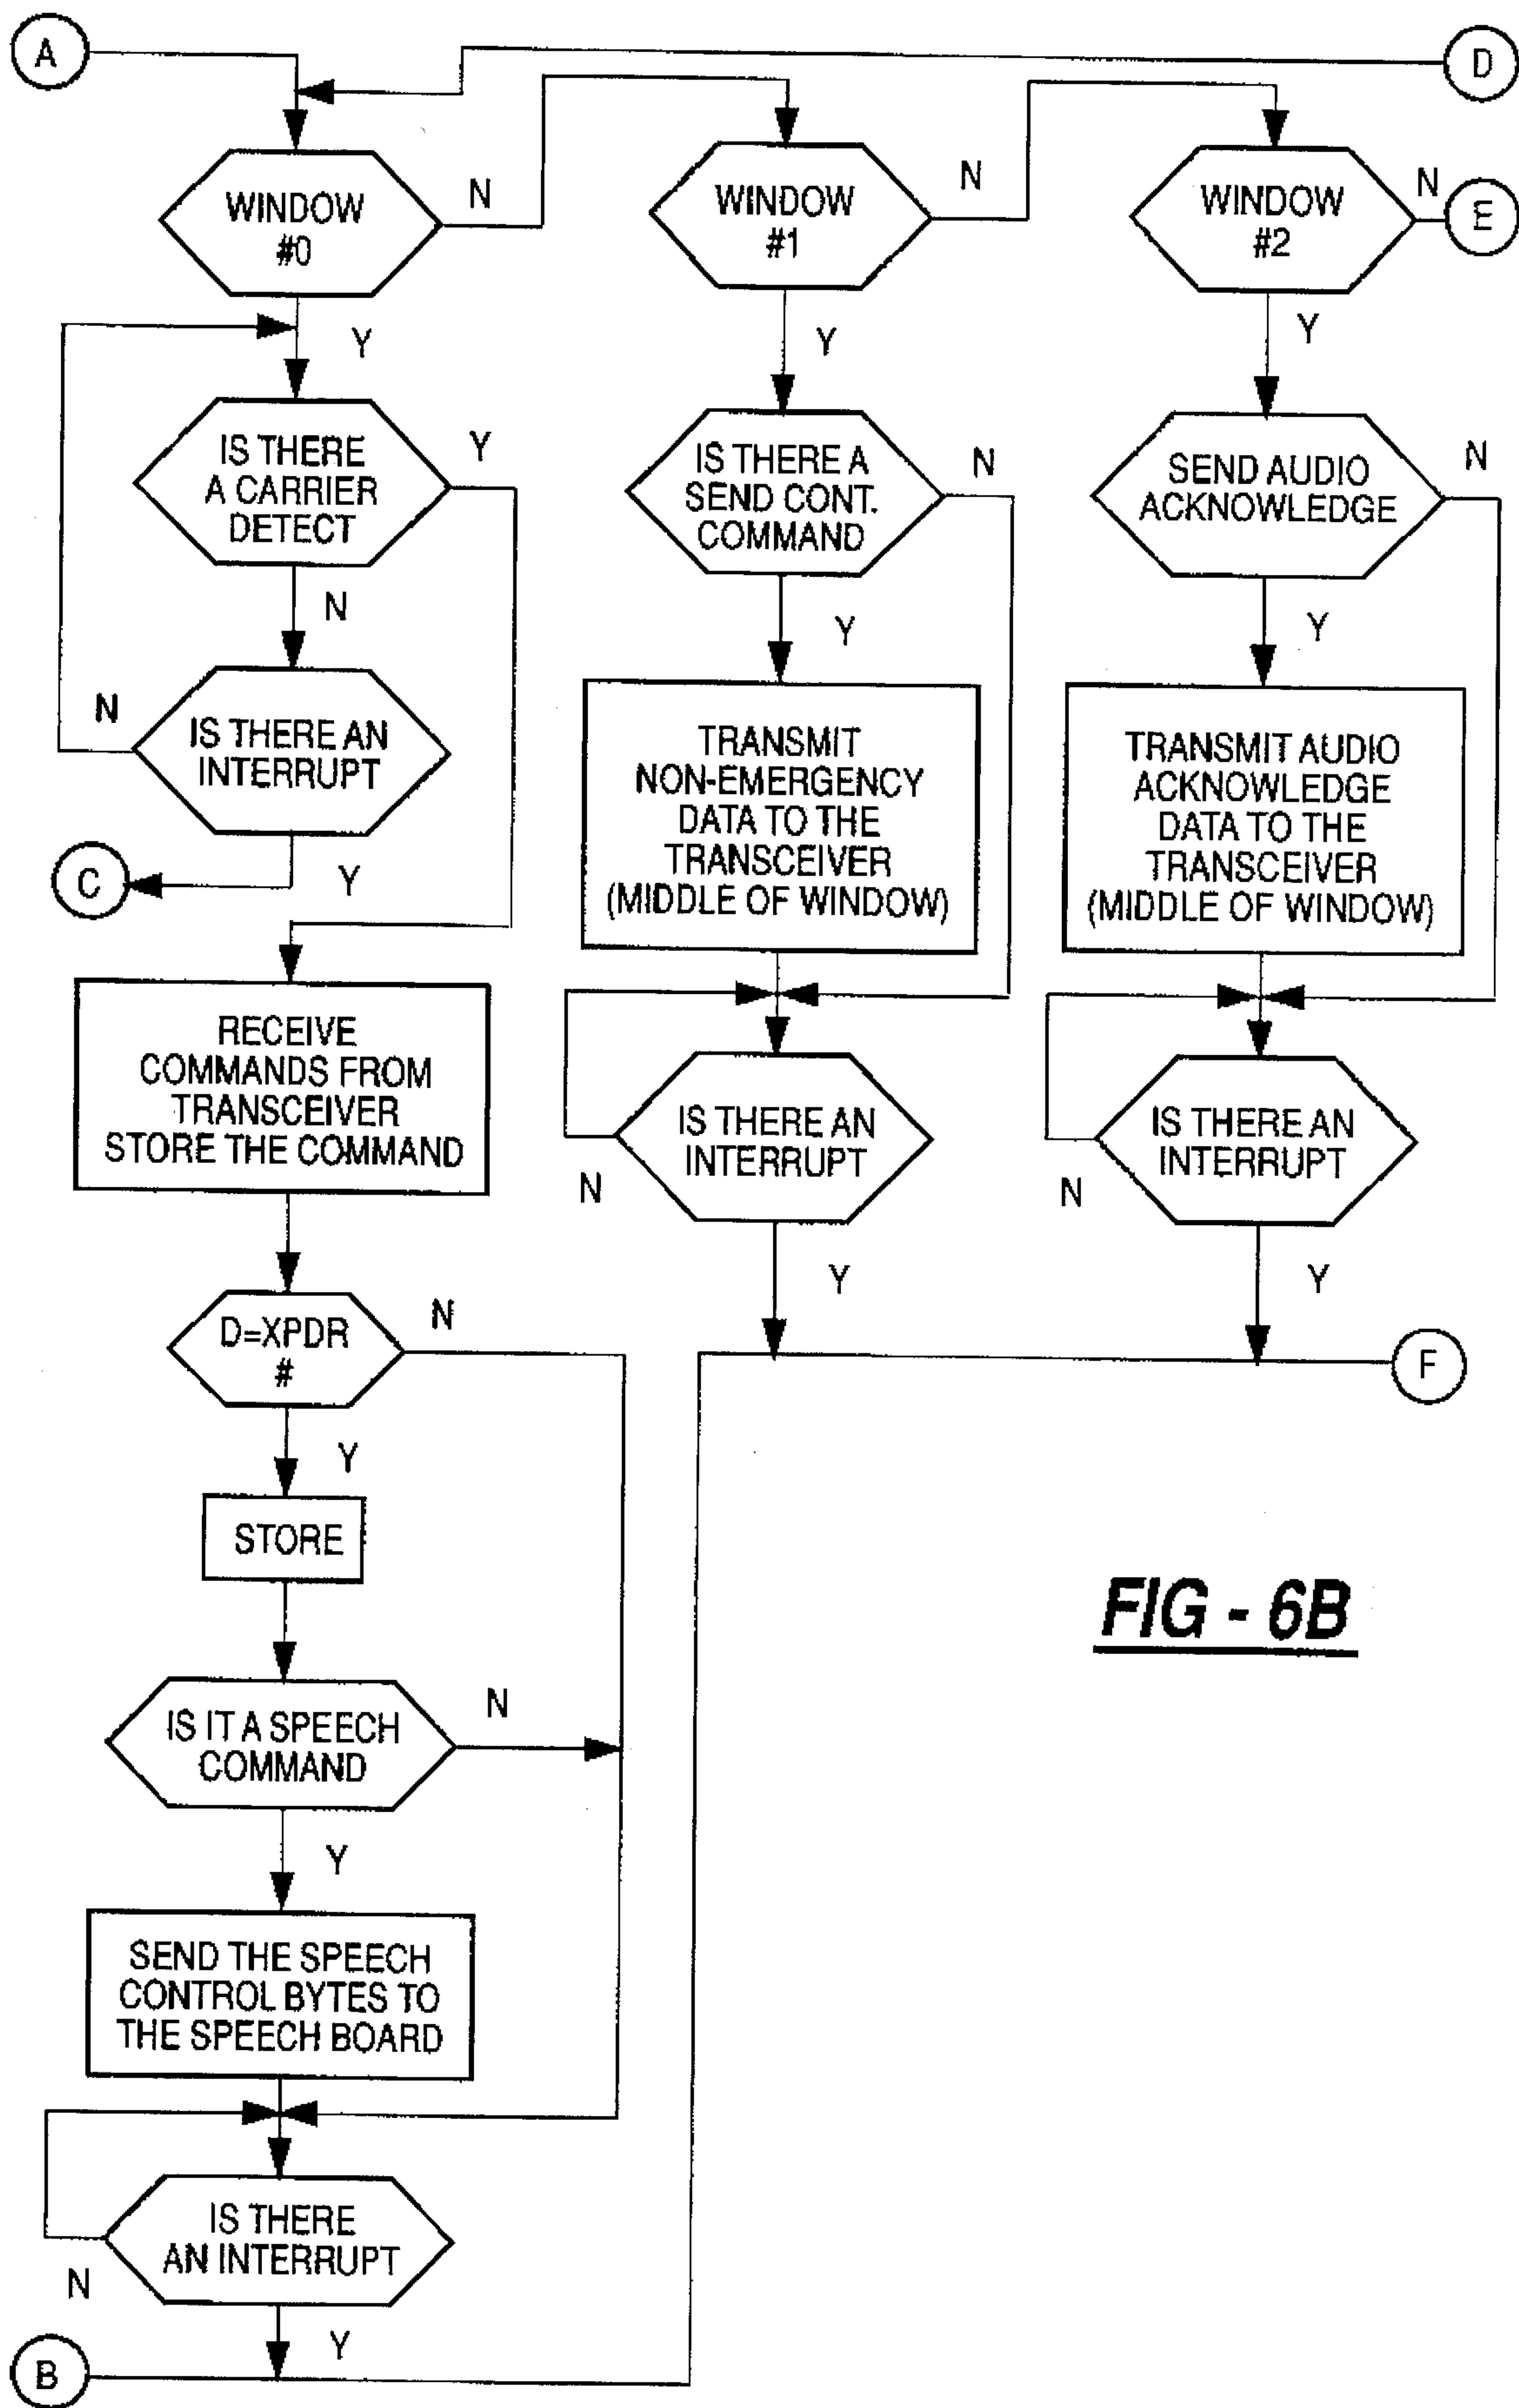 A
D
WINDOW
#0
N
WINDOW
#1
N
WINDOW
#2
N
E
Y
Y
Y
IS THERE
A CARRIER
DETECT
Y
N
IS THERE AN
INTERRUPT
N
Y
C
IS THERE A
SEND CONT.
COMMAND
N
Y
TRANSMIT
NON-EMERGENCY
DATA TO THE
TRANSCEIVER
(MIDDLE OF WINDOW)
SEND AUDIO
ACKNOWLEDGE
N
Y
TRANSMIT AUDIO
ACKNOWLEDGE
DATA TO THE
TRANSCEIVER
(MIDDLE OF WINDOW)
RECEIVE
COMMANDS FROM
TRANSCEIVER
STORE THE COMMAND
IS THERE AN
INTERRUPT
N
Y
IS THERE AN
INTERRUPT
N
Y
F
D=XPDR
#
N
Y
STORE
IS IT A SPEECH
COMMAND
N
Y
SEND THE SPEECH
CONTROL BYTES TO
THE SPEECH BOARD
IS THERE
AN INTERRUPT
N
Y
B
FIG - 6B